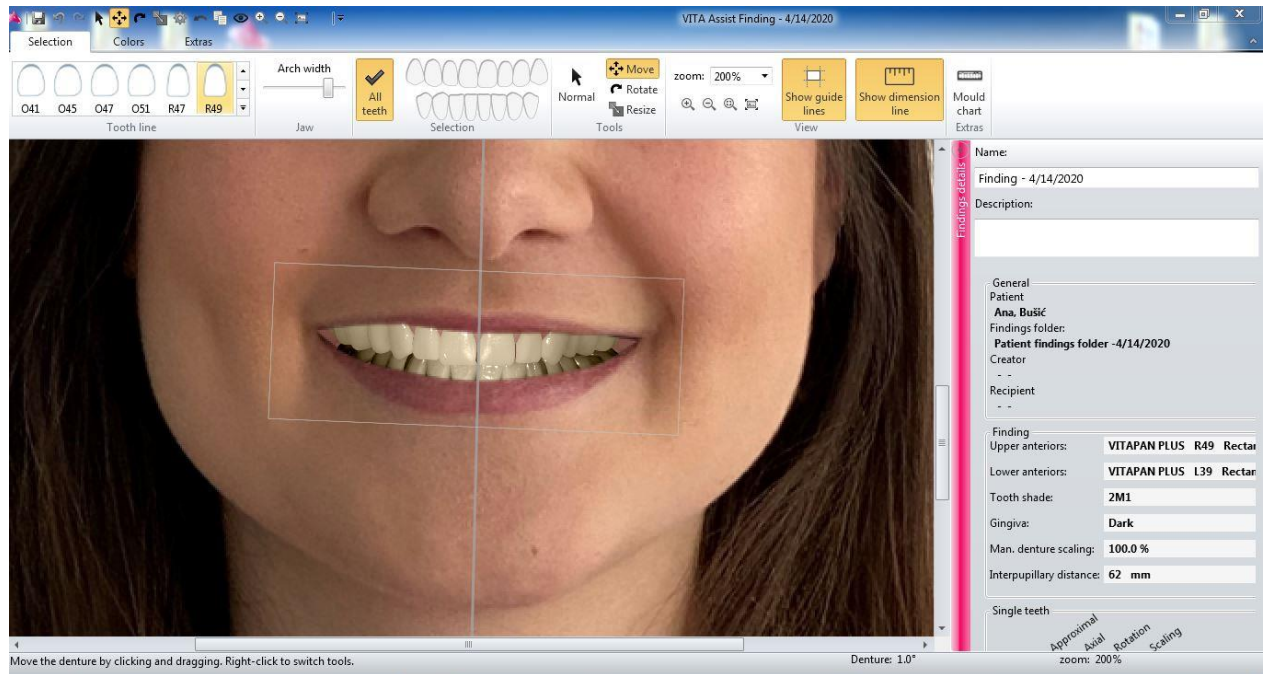 VITA Assist Finding - 4/14/2020
Selection Colors Extras
O41 O45 O47 O51 R47 R49
Tooth line
Arch width
Jaw
All teeth
Selection
Normal
Move
Rotate
Resize
Tools
zoom: 200%
Show guide lines
Show dimension line
View
Mould chart
Extras
Findings details
Name:
Finding - 4/14/2020
Description:
General
Patient
Ana, Bušić
Findings folder:
Patient findings folder -4/14/2020
Creator
- -
Recipient
- -
Finding
Upper anteriors: VITAPAN PLUS R49 Rectan
Lower anteriors: VITAPAN PLUS L39 Rectan
Tooth shade: 2M1
Gingiva: Dark
Man. denture scaling: 100.0 %
Interpupillary distance: 62 mm
Single teeth
Approximal Axial Rotation Scaling
Move the denture by clicking and dragging. Right-click to switch tools. Denture: 1.0° zoom: 200%